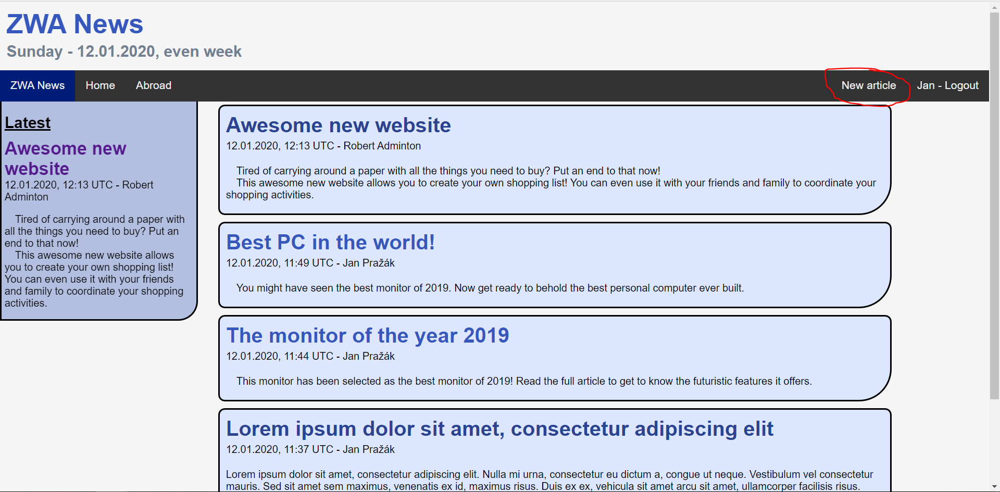 ZWA News
Sunday - 12.01.2020, even week
ZWA News Home Abroad New article Jan - Logout
Latest
Awesome new
website
12.01.2020, 12:13 UTC - Robert
Adminton
Tired of carrying around a paper with
all the things you need to buy? Put an
end to that now!
This awesome new website allows
you to create your own shopping list!
You can even use it with your friends
and family to coordinate your shopping
activities.
Awesome new website
12.01.2020, 12:13 UTC - Robert Adminton
Tired of carrying around a paper with all the things you need to buy? Put an end to that now!
This awesome new website allows you to create your own shopping list! You can even use it with your friends and family to coordinate your
shopping activities.
Best PC in the world!
12.01.2020, 11:49 UTC - Jan Pražák
You might have seen the best monitor of 2019. Now get ready to behold the best personal computer ever built.
The monitor of the year 2019
12.01.2020, 11:44 UTC - Jan Pražák
This monitor has been selected as the best monitor of 2019! Read the full article to get to know the futuristic features it offers.
Lorem ipsum dolor sit amet, consectetur adipiscing elit
12.01.2020, 11:37 UTC - Jan Pražák
Lorem ipsum dolor sit amet, consectetur adipiscing elit. Nulla mi urna, consectetur eu dictum a, congue ut neque. Vestibulum vel consectetur
mauris. Sed sit amet sem maximus, venenatis ex id, maximus risus. Duis ex ex, vehicula sit amet arcu sit amet, ullamcorper facilisis risus.